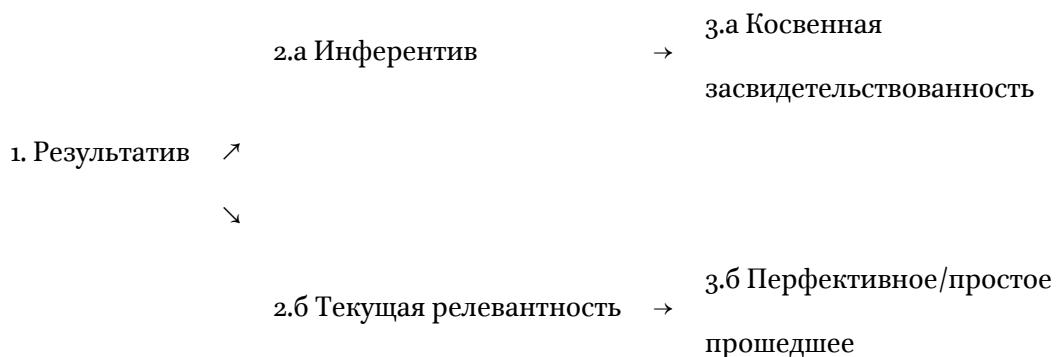 3.а Косвенная
2.а Инферентив →
засвидетельствованность
1. Результатив ↗
↘
3.б Перфективное/простое
2.б Текущая релевантность →
прошедшее